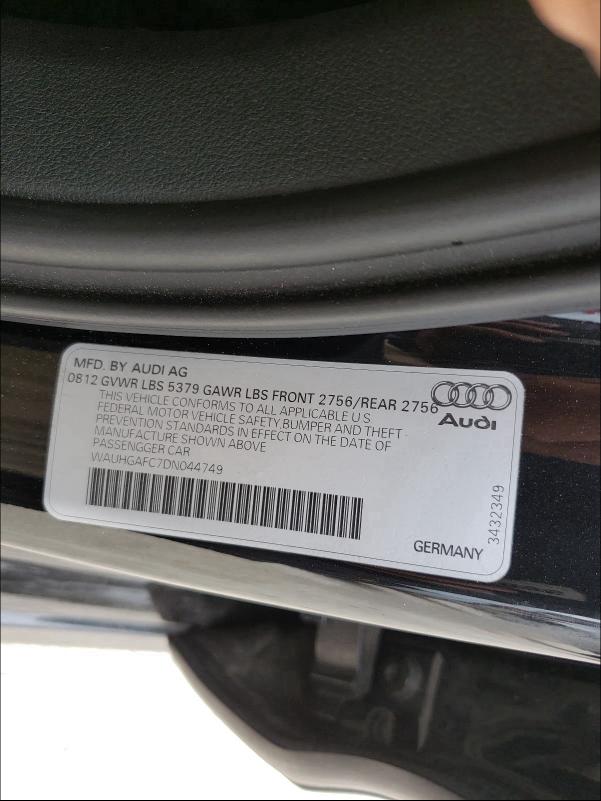 MFD. BY AUDI AG
0812 GVWR LBS 5379 GAWR LBS FRONT 2756/REAR 2756
THIS VEHICLE CONFORMS TO ALL APPLICABLE U S
FEDERAL MOTOR VEHICLE SAFETY,BUMPER AND THEFT
PREVENTION STANDARDS IN EFFECT ON THE DATE OF
MANUFACTURE SHOWN ABOVE
PASSENGGER CAR
WAUHGAFC7DN044749
Audi
3432349
GERMANY